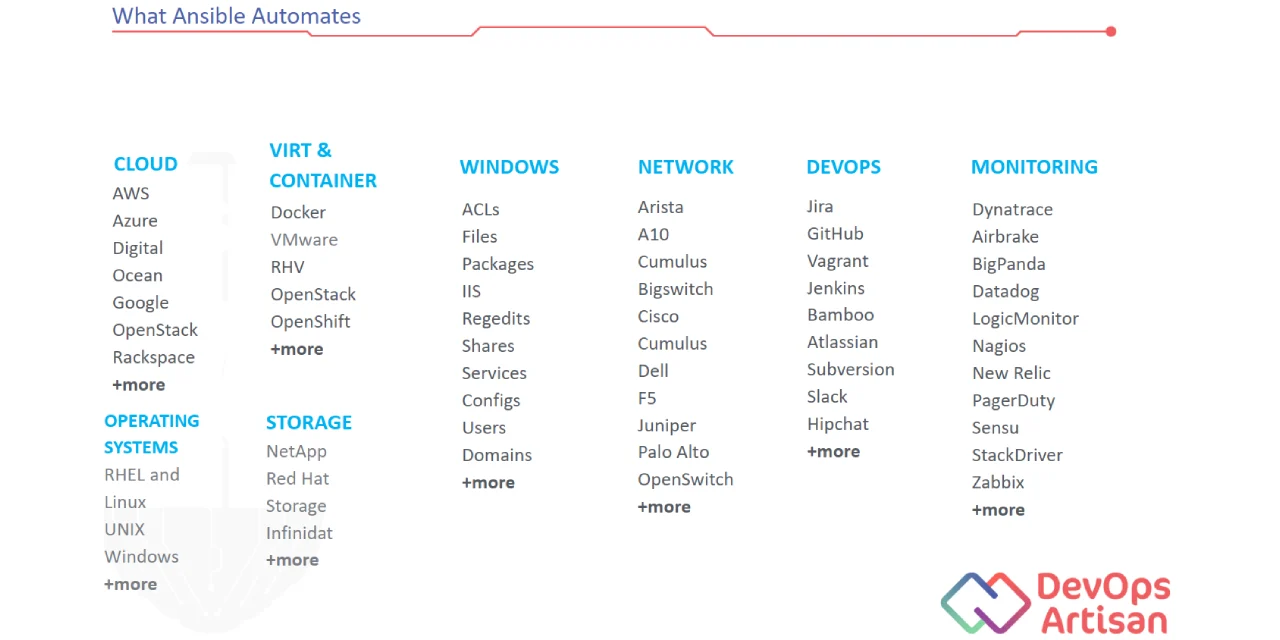 What Ansible Automates
CLOUD
AWS
Azure
Digital
Ocean
Google
OpenStack
Rackspace
+more
OPERATING
SYSTEMS
RHEL and
Linux
UNIX
Windows
+more
VIRT &
CONTAINER
Docker
VMware
RHV
OpenStack
OpenShift
+more
STORAGE
NetApp
Red Hat
Storage
Infinidat
+more
WINDOWS
ACLs
Files
Packages
IIS
Regedits
Shares
Services
Configs
Users
Domains
+more
NETWORK
Arista
A10
Cumulus
Bigswitch
Cisco
Cumulus
Dell
F5
Juniper
Palo Alto
OpenSwitch
+more
DEVOPS
Jira
GitHub
Vagrant
Jenkins
Bamboo
Atlassian
Subversion
Slack
Hipchat
+more
MONITORING
Dynatrace
Airbrake
BigPanda
Datadog
LogicMonitor
Nagios
New Relic
PagerDuty
Sensu
StackDriver
Zabbix
+more
DevOps
Artisan